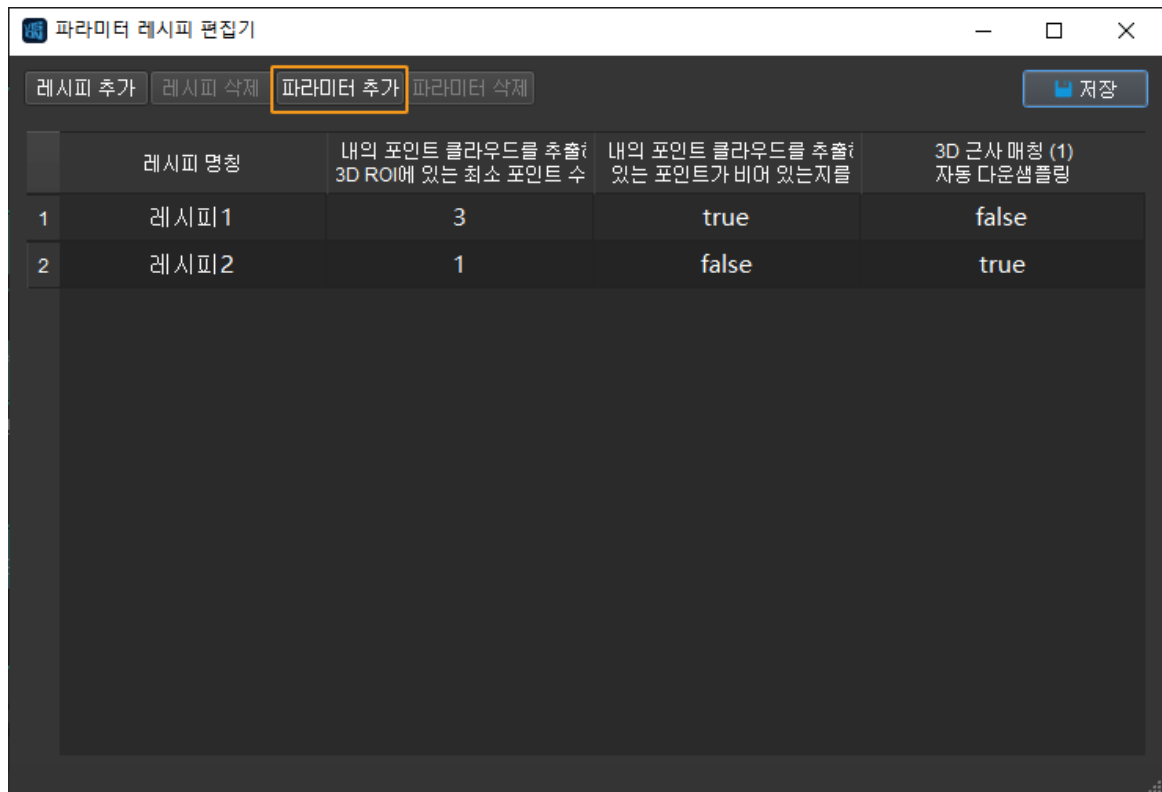 파라미터 레시피 편집기
레시피 추가 레시피 삭제 파라미터 추가 파라미터 삭제 저장
레시피 명칭
내의 포인트 클라우드를
3D ROI에 있는 최소 포인트 수
내의 포인트 클라우드를
있는 포인트가 비어 있는지를
3D 근사 매칭 (1)
자동 다운샘플링
1 레시피1 3 true false
2 레시피2 1 false true